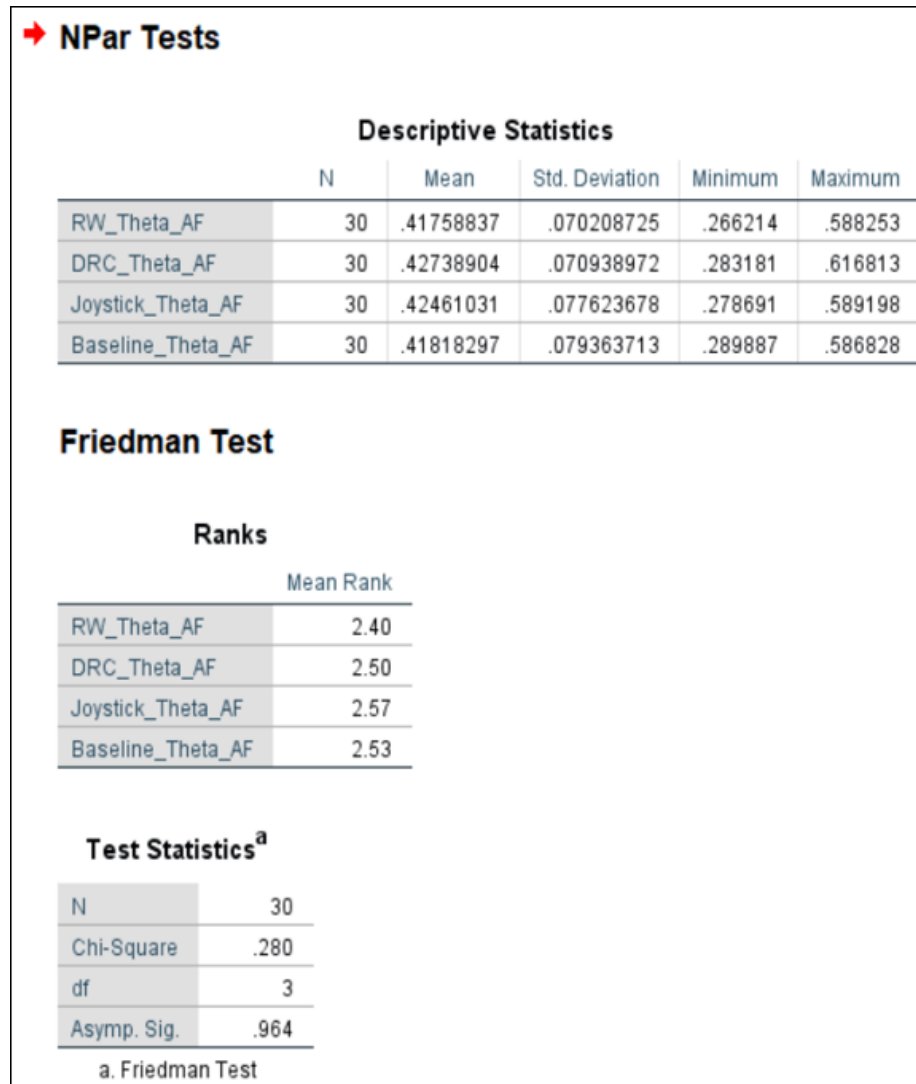 NPar Tests
Descriptive Statistics
N Mean Std. Deviation Minimum Maximum
RW_Theta_AF 30 .41758837 .070208725 .266214 .588253
DRC_Theta_AF 30 .42738904 .070938972 .283181 .616813
Joystick_Theta_AF 30 .42461031 .077623678 .278691 .589198
Baseline_Theta_AF 30 .41818297 .079363713 .289887 .586828
Friedman Test
Ranks
Mean Rank
RW_Theta_AF 2.40
DRC_Theta_AF 2.50
Joystick_Theta_AF 2.57
Baseline_Theta_AF 2.53
Test Statisticsa
N 30
Chi-Square .280
df 3
Asymp. Sig. .964
a. Friedman Test